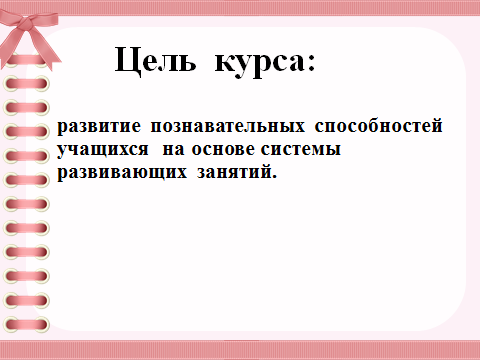 Цель курса:
развитие познавательных способностей
учащихся на основе системы
развивающих занятий.